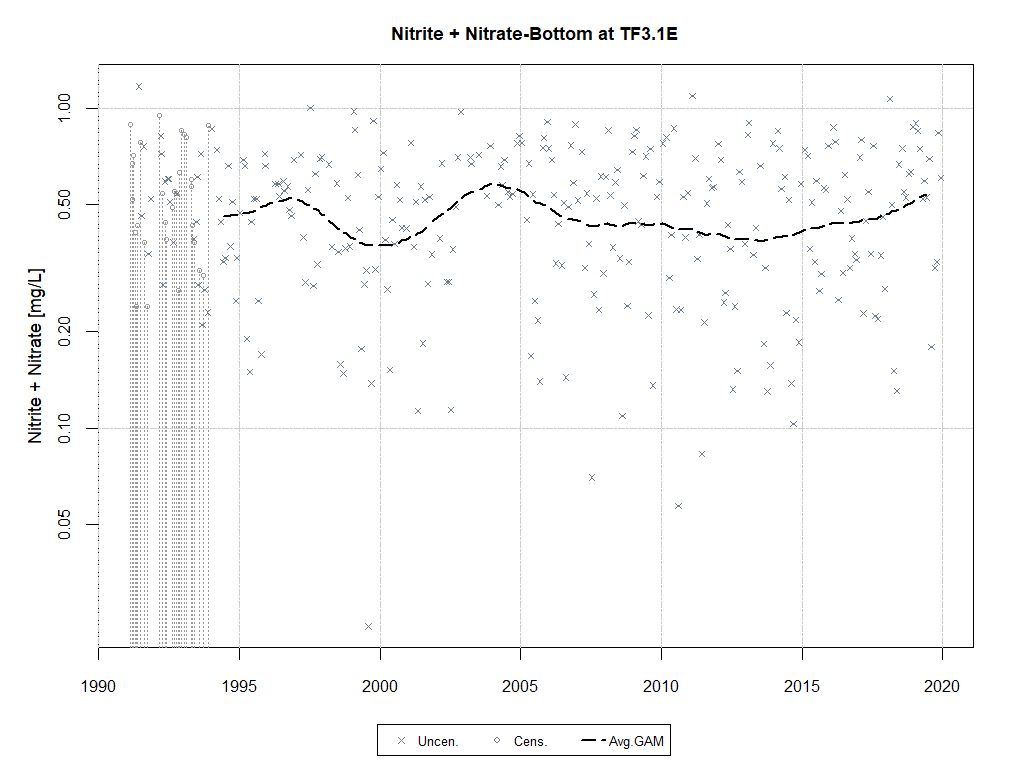 Nitrite + Nitrate-Bottom at TF3.1E
Nitrite + Nitrate [mg/L]
1.00
0.50
0.20
0.10
0.05
1990 1995 2000 2005 2010 2015 2020
Uncen. Cens. Avg.GAM